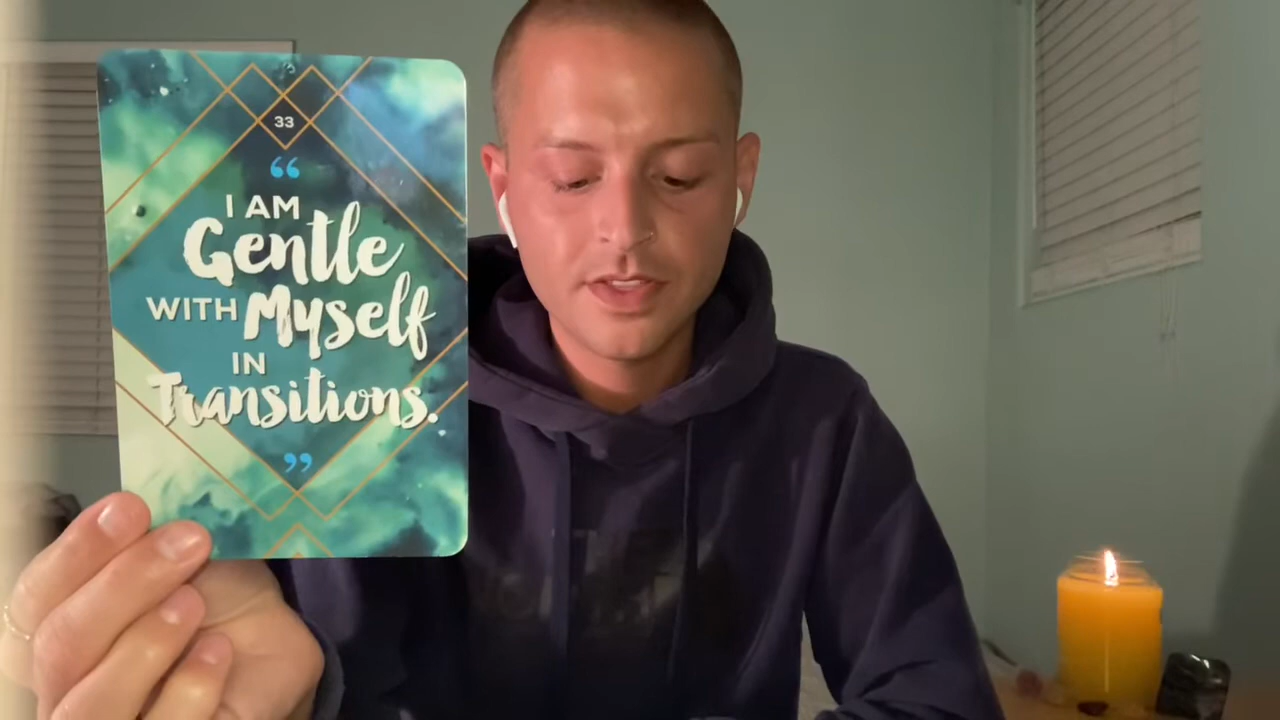 33
“
I AM
Gentle
WITH Myself
IN
Transitions.
”